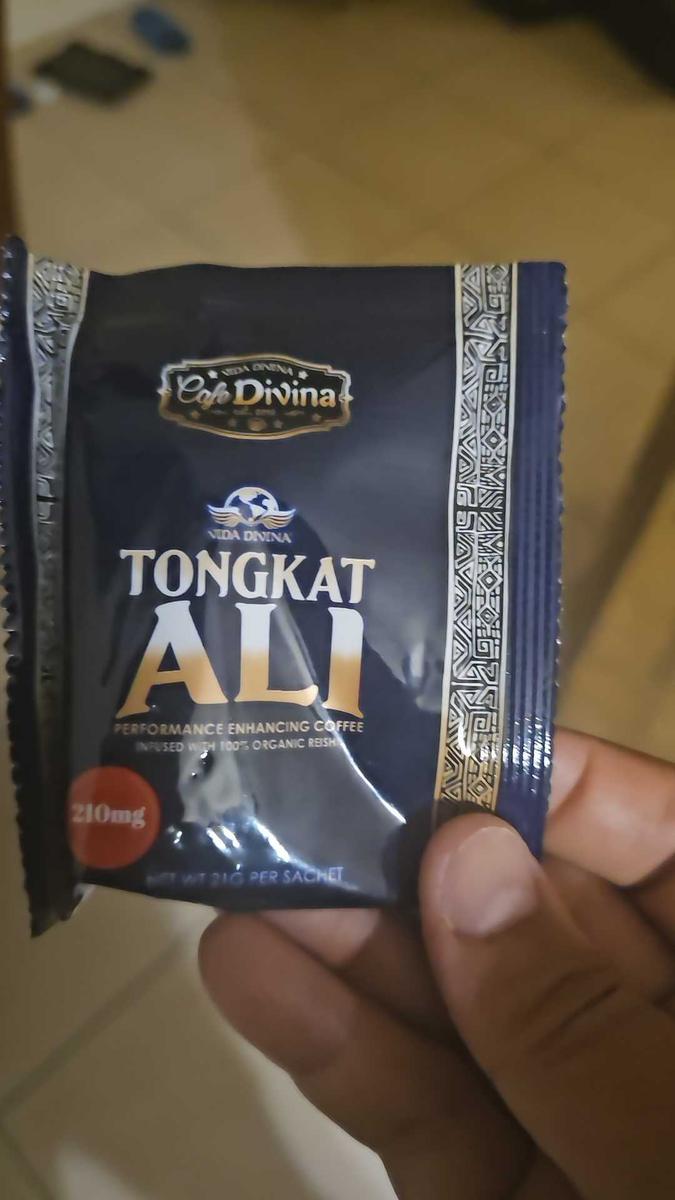 VIDA DIVINA
Cafe Divina
VIDA DIVINA
TONGKAT
ALI
PERFORMANCE ENHANCING COFFEE
INFUSED WITH 100% ORGANIC REISHI
210mg
NET WT 21G PER SACHET